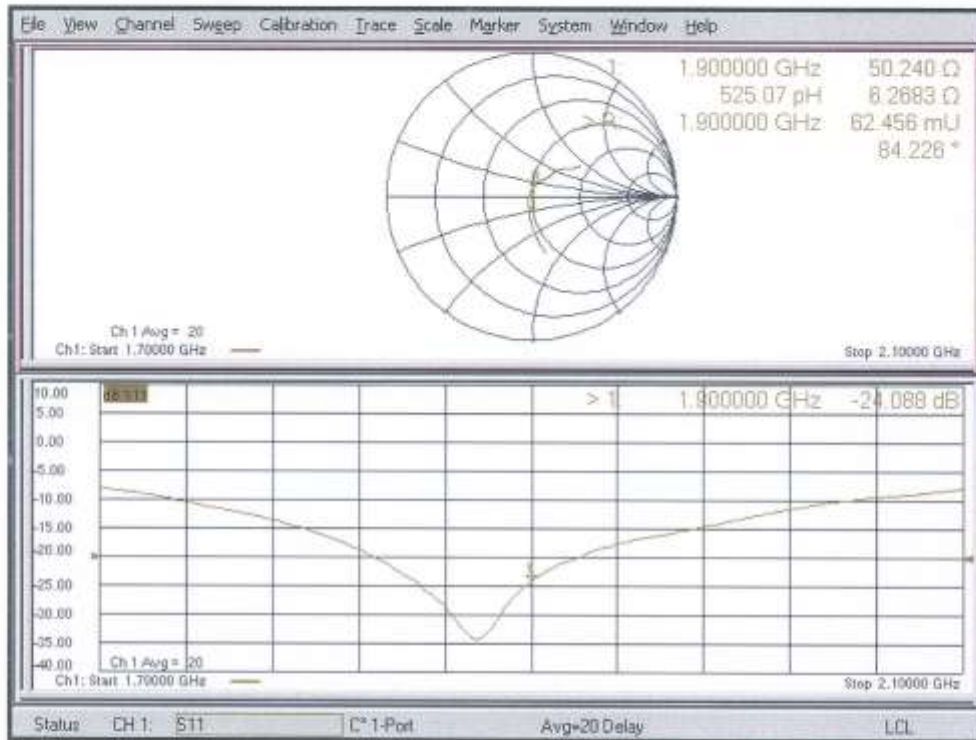 File View Channel Sweep Calibration Trace Scale Marker System Window Help
1: 1.900000 GHz 50.240 Ω
525.07 pH 6.2683 Ω
1.900000 GHz 62.456 mU
84.226 °
Ch 1 Avg = 20
Ch1: Start 1.70000 GHz
Stop 2.10000 GHz
10.00
dB S11
> 1: 1.900000 GHz -24.088 dB
5.00
0.00
-5.00
-10.00
-15.00
-20.00
-25.00
-30.00
-35.00
-40.00
Ch 1 Avg = 20
Ch1: Start 1.70000 GHz
Stop 2.10000 GHz
Status CH 1: S11 C* 1-Port Avg=20 Delay LCL